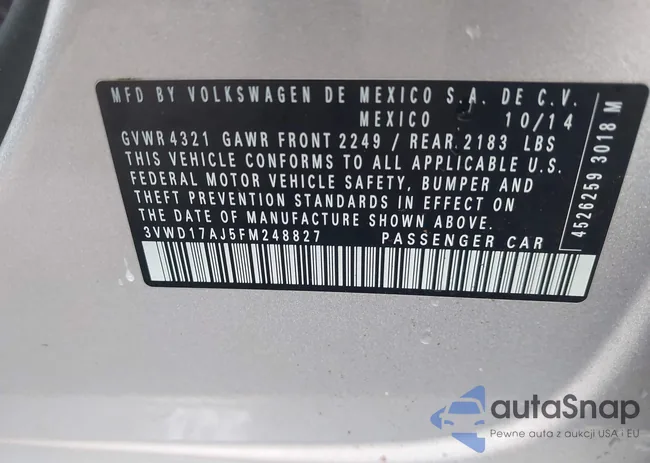 MFD BY VOLKSWAGEN DE MEXICO S.A. DE C.V.
MEXICO 10/14
GVWR 4321 GAWR FRONT 2249 / REAR 2183 LBS
THIS VEHICLE CONFORMS TO ALL APPLICABLE U.S.
FEDERAL MOTOR VEHICLE SAFETY, BUMPER AND
THEFT PREVENTION STANDARDS IN EFFECT ON
THE DATE OF MANUFACTURE SHOWN ABOVE.
3VWD17AJ5FM248827 PASSENGER CAR
4526259 3018 M
autaSnap
Pewne auta z aukcji USA i EU